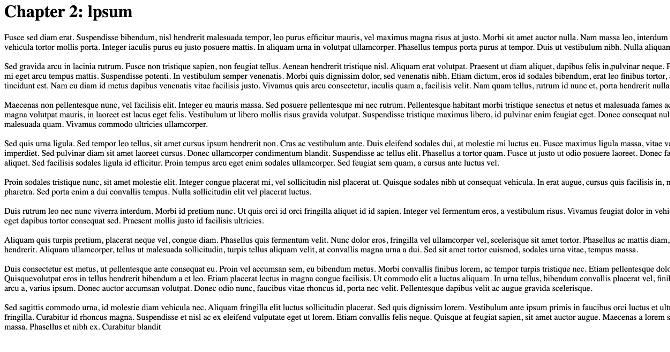 Chapter 2: Ipsum
Fusce sed dapibus erat. Suspendisse bibendum, nisl hendrerit malesuada tempor, leo purus efficitur mauris, vel maximus magna risus at justo. Morbi sit amet auctor nulla. Nam massa leo, interdum
vehicula tortor mollis porta. Integer iaculis purus eu justo posuere mattis. In aliquam urna in volutpat ullamcorper. Phasellus tempus porta purus at tempor. Duis ut vestibulum nibh. Nulla aliquam
Sed gravida arcu in lacinia rutrum. Fusce non tristique sapien, non feugiat tellus. Aenean hendrerit tristique nisl. Aliquam erat volutpat. Praesent ut diam aliquet, dapibus felis in,pulvinar neque.
mi eget arcu tempus mattis. Suspendisse potenti. In vestibulum semper venenatis. Morbi quis dignissim dolor, sed venenatis nibh. Etiam dictum, eros id sodales bibendum, erat leo finibus tortor,
tincidunt est. Nam eu diam id metus dapibus venenatis vitae facilisis justo. Vivamus quis arcu consectetur, iaculis quam a, facilisis velit. Nam quam tellus, rutrum id nunc et, porta hendrerit nulla
Maecenas non pellentesque nunc, vel facilisis elit. Integer eu mauris massa. Sed posuere pellentesque mi nec rutrum. Pellentesque habitant morbi tristique senectus et netus et malesuada fames ac
magna volutpat mauris, in laoreet est lacus eget felis. Vestibulum ut libero mollis risus gravida volutpat. Suspendisse tristique maximus libero, id pulvinar enim feugiat eget. Donec consequat
malesuada quam. Vivamus commodo ultricies ullamcorper.
Sed quis urna ligula. Sed tempor leo tellus, sit amet cursus ipsum hendrerit non. Cras ac vestibulum ante. Duis eleifend sodales dui, at molestie mi luctus eu. Fusce maximus ligula massa, vitae
imperdiet. Sed pulvinar diam sit amet laoreet cursus. Donec ullamcorper condimentum blandit. Suspendisse ac tellus elit. Phasellus a tortor quam. Fusce ut justo ut odio posuere laoreet. Donec
aliquet. Sed facilisis sodales ligula id efficitur. Proin tempus arcu eget enim sodales ullamcorper. Sed feugiat sem quam, a cursus ante luctus vel.
Proin sodales tristique nunc, sit amet molestie elit. Integer congue placerat mi, vel sollicitudin nisl placerat ut. Quisque sodales nibh ut consequat vehicula. In erat augue, cursus quis facilisis in,
pharetra. Sed porta enim a dui convallis tempus. Nulla sollicitudin elit vel placerat luctus.
Duis rutrum leo nec nunc viverra interdum. Morbi id pretium nunc. Ut quis orci id orci fringilla aliquet id id sapien. Integer vel fermentum eros, a vestibulum risus. Vivamus feugiat dolor in
eget dapibus tortor consequat sed. Praesent mollis justo id facilisis ultricies.
Aliquam quis turpis pretium, placerat neque vel, congue diam. Phasellus quis fermentum velit. Nunc dolor eros, fringilla vel ullamcorper vel, scelerisque sit amet tortor. Phasellus ac mattis diam,
hendrerit. Aliquam ullamcorper, tellus ut malesuada sollicitudin, turpis tellus aliquam velit, at convallis magna urna a dui. Sed sit amet tortor euismod, sodales urna vitae, tempus massa.
Duis consectetur est metus, ut pellentesque ante consequat eu. Proin vel accumsan sem, eu bibendum metus. Morbi convallis finibus lorem, ac tempor turpis tristique nec. Etiam pellentesque
Quisquevolutpat eros in tellus hendrerit bibendum a et leo. Etiam placerat lectus in magna congue facilisis. Ut commodo elit a luctus aliquam. In urna tellus, bibendum convallis placerat vel,
arcu a, varius ipsum. Donec auctor accumsan volutpat. Donec odio nunc, faucibus vitae rhoncus id, porta nec velit. Pellentesque dapibus velit ac augue gravida scelerisque.
Sed sagittis commodo urna, id molestie diam vehicula nec. Aliquam fringilla elit luctus sollicitudin placerat. Sed quis dignissim lorem. Vestibulum ante ipsum primis in faucibus orci luctus et
fringilla. Curabitur id rhoncus magna. Suspendisse et nisl ac ex eleifend vulputate eget ut lorem. Etiam convallis felis neque. Quisque at feugiat sapien, sit amet auctor augue. Maecenas a lorem
massa. Phasellus et nibh ex. Curabitur blandit